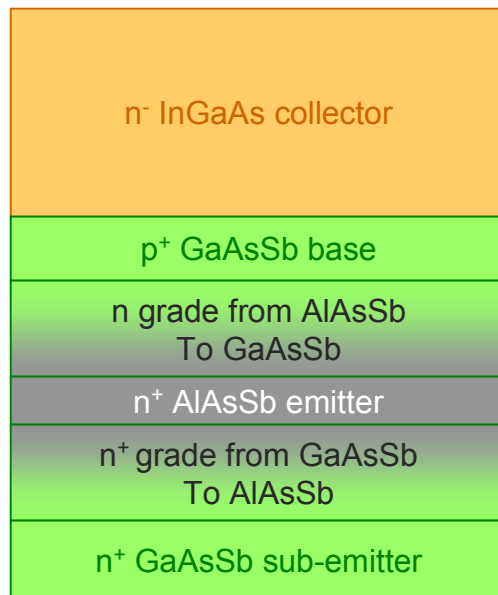 n⁻ InGaAs collector
p⁺ GaAsSb base
n grade from AlAsSb
To GaAsSb
n⁺ AlAsSb emitter
n⁺ grade from GaAsSb
To AlAsSb
n⁺ GaAsSb sub-emitter